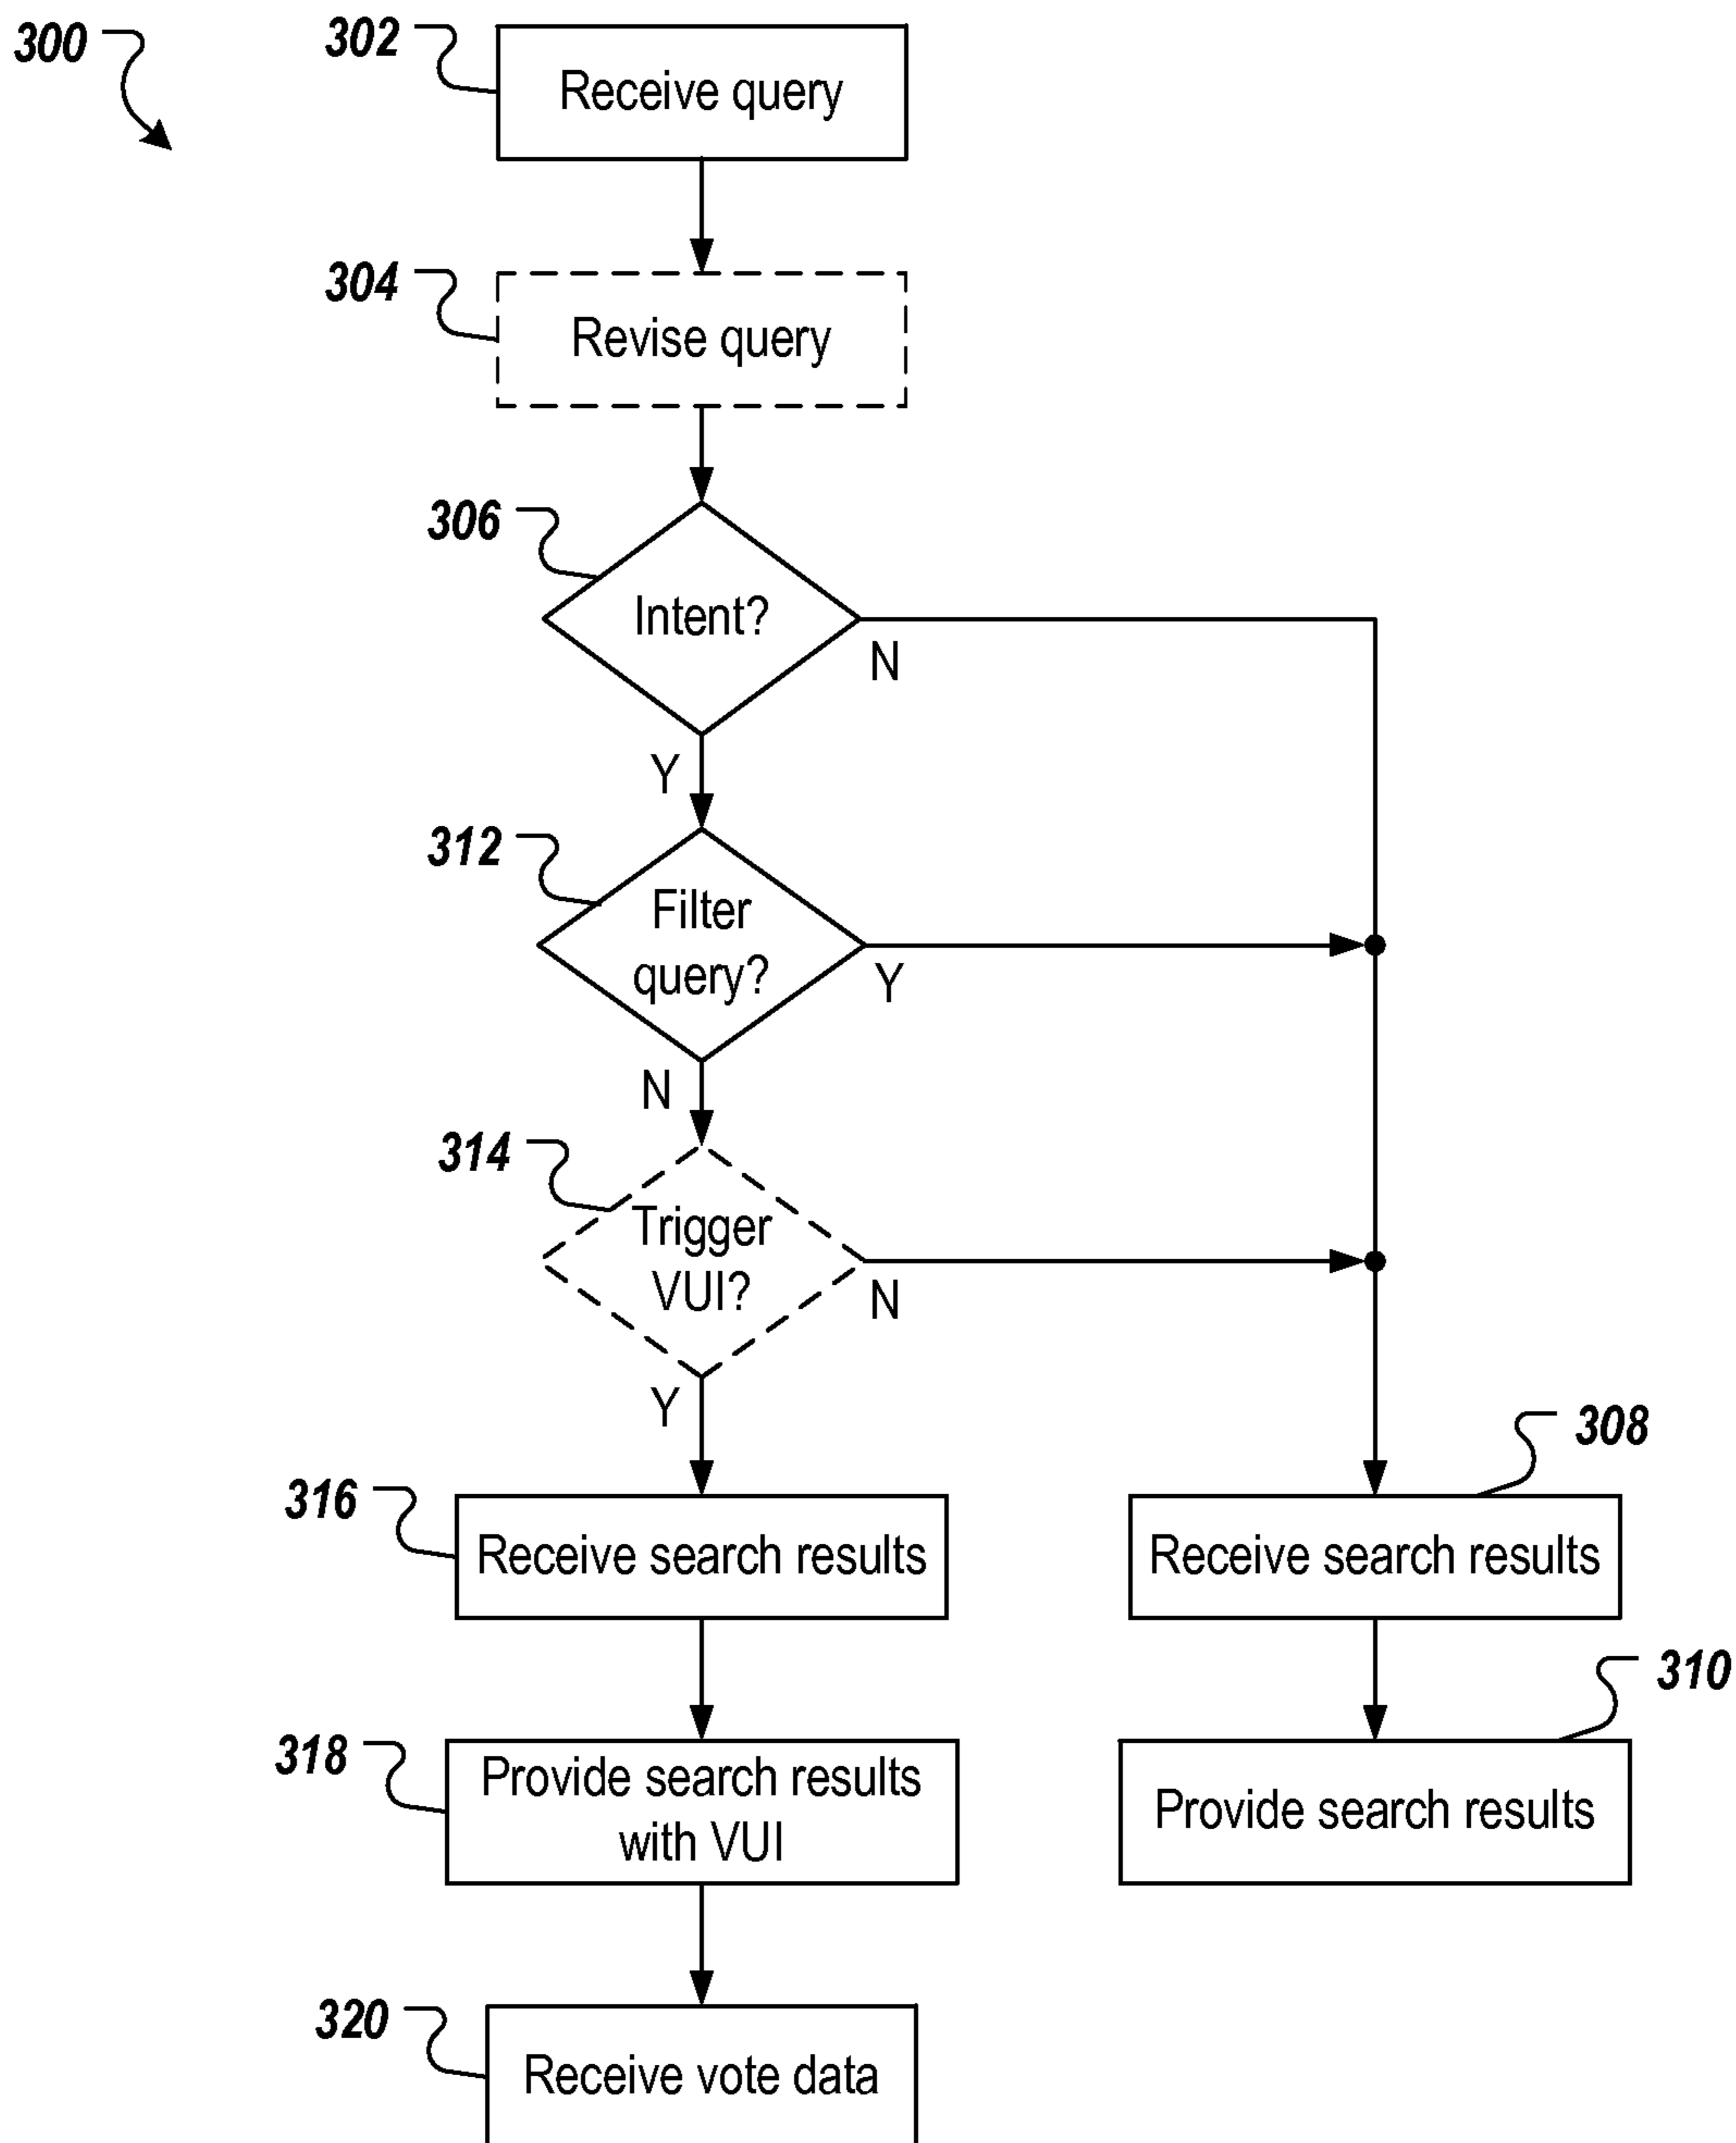 300
302
Receive query
304
Revise query
306
Intent?
N
Y
312
Filter
query?
Y
N
314
Trigger
VUI?
N
Y
308
316
Receive search results
Receive search results
310
318
Provide search results
with VUI
Provide search results
320
Receive vote data